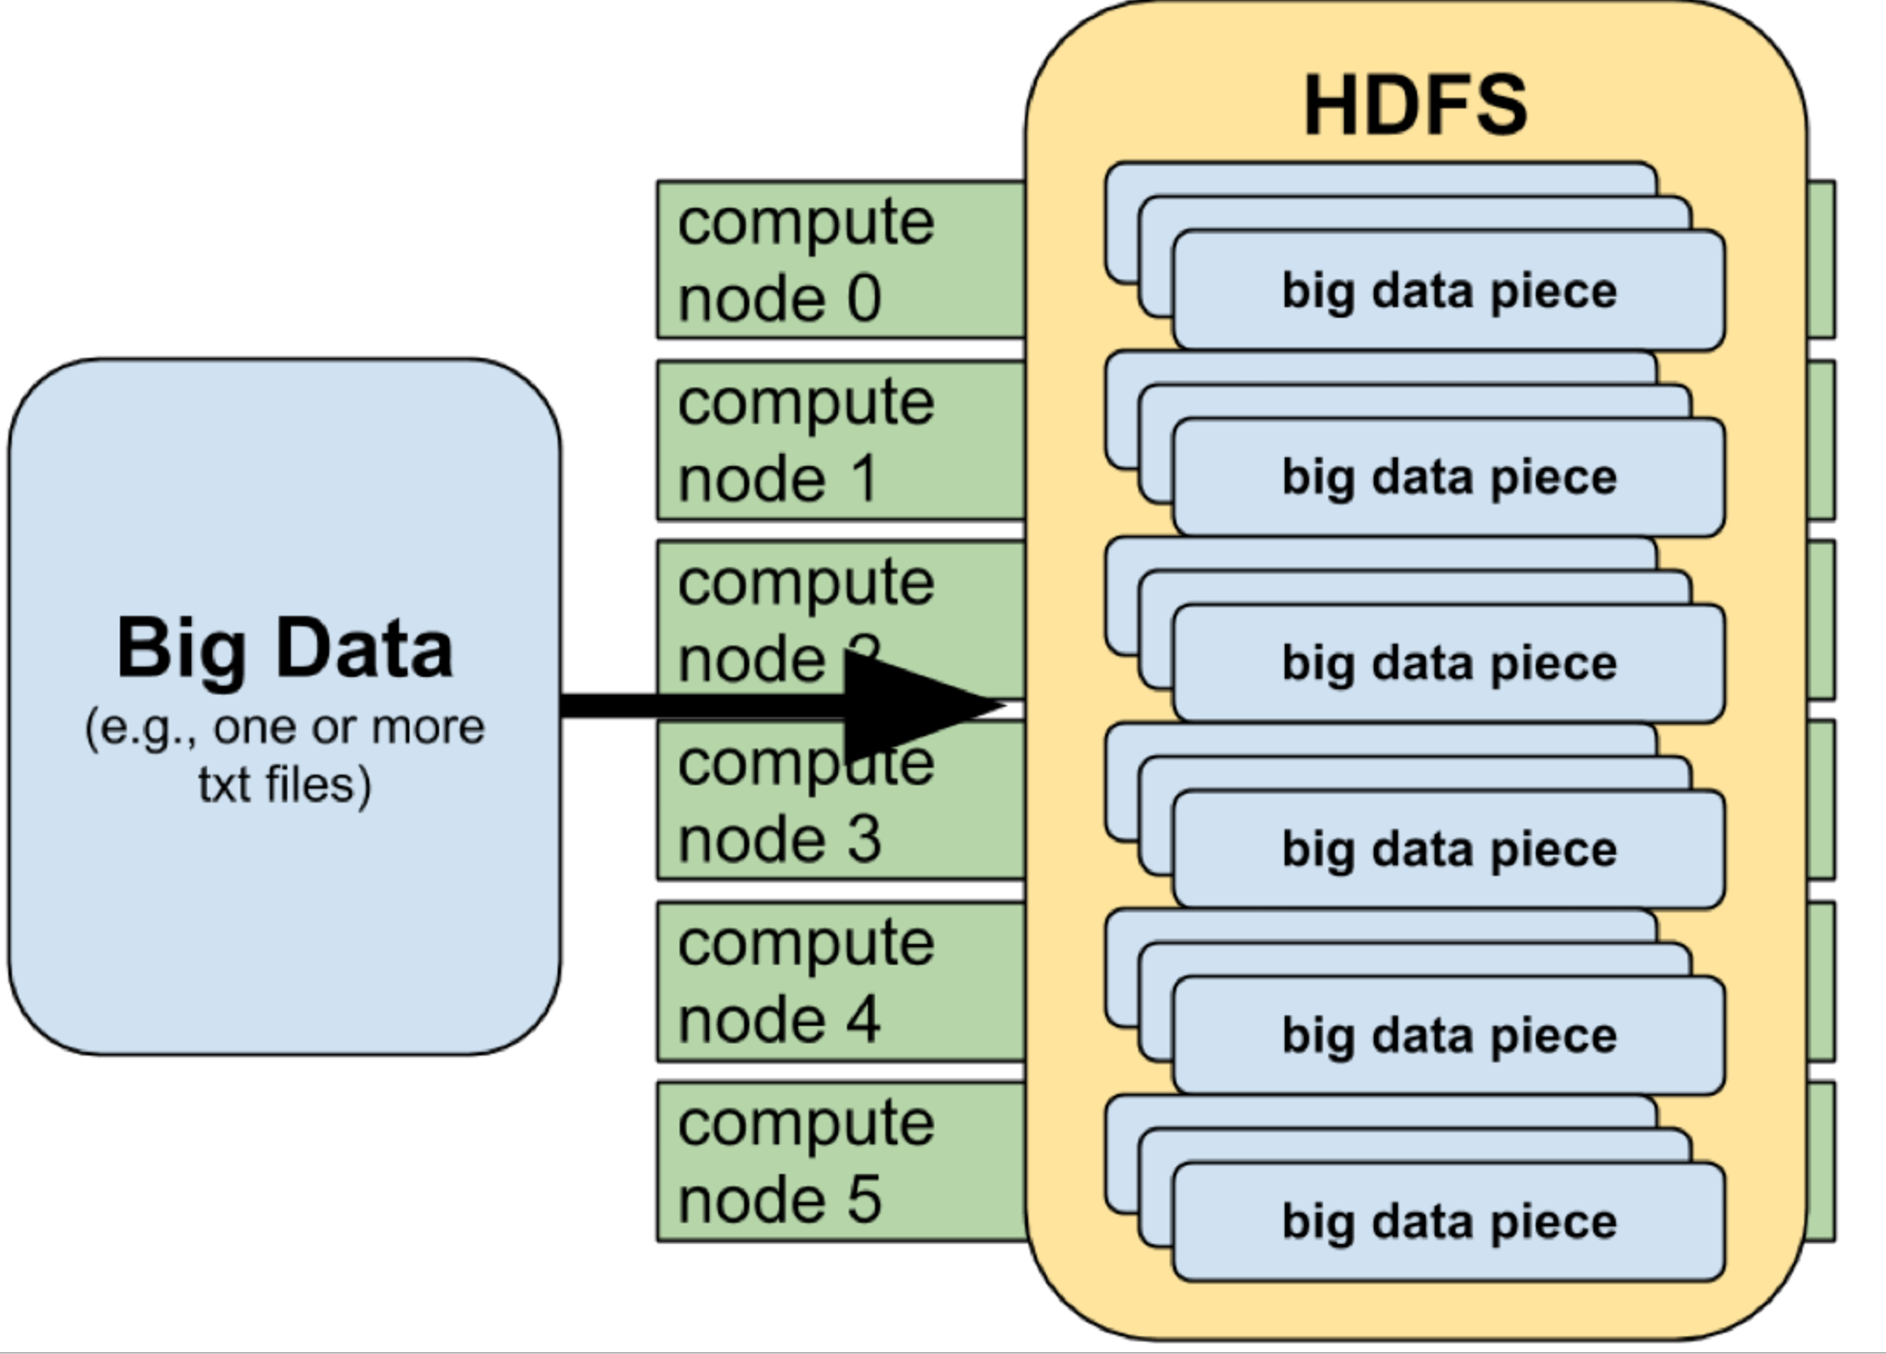 HDFS
compute
node 0
big data piece
compute
node 1
big data piece
compute
node 2
big data piece
Big Data
(e.g., one or more
txt files)
compute
node 3
big data piece
compute
node 4
big data piece
compute
node 5
big data piece